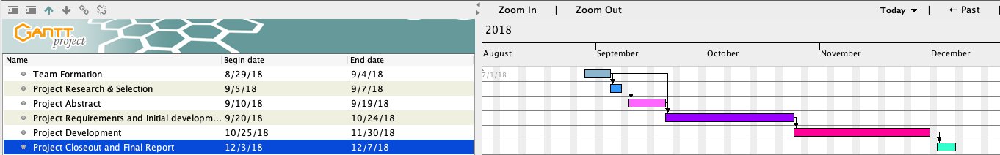 Zoom In | Zoom Out Today ▼ | ← Past
GANTT
project
2018
Name Begin date End date
August September October November December
Team Formation 8/29/18 9/4/18
7/1/18
Project Research & Selection 9/5/18 9/7/18
Project Abstract 9/10/18 9/19/18
Project Requirements and Initial developm... 9/20/18 10/24/18
Project Development 10/25/18 11/30/18
Project Closeout and Final Report 12/3/18 12/7/18